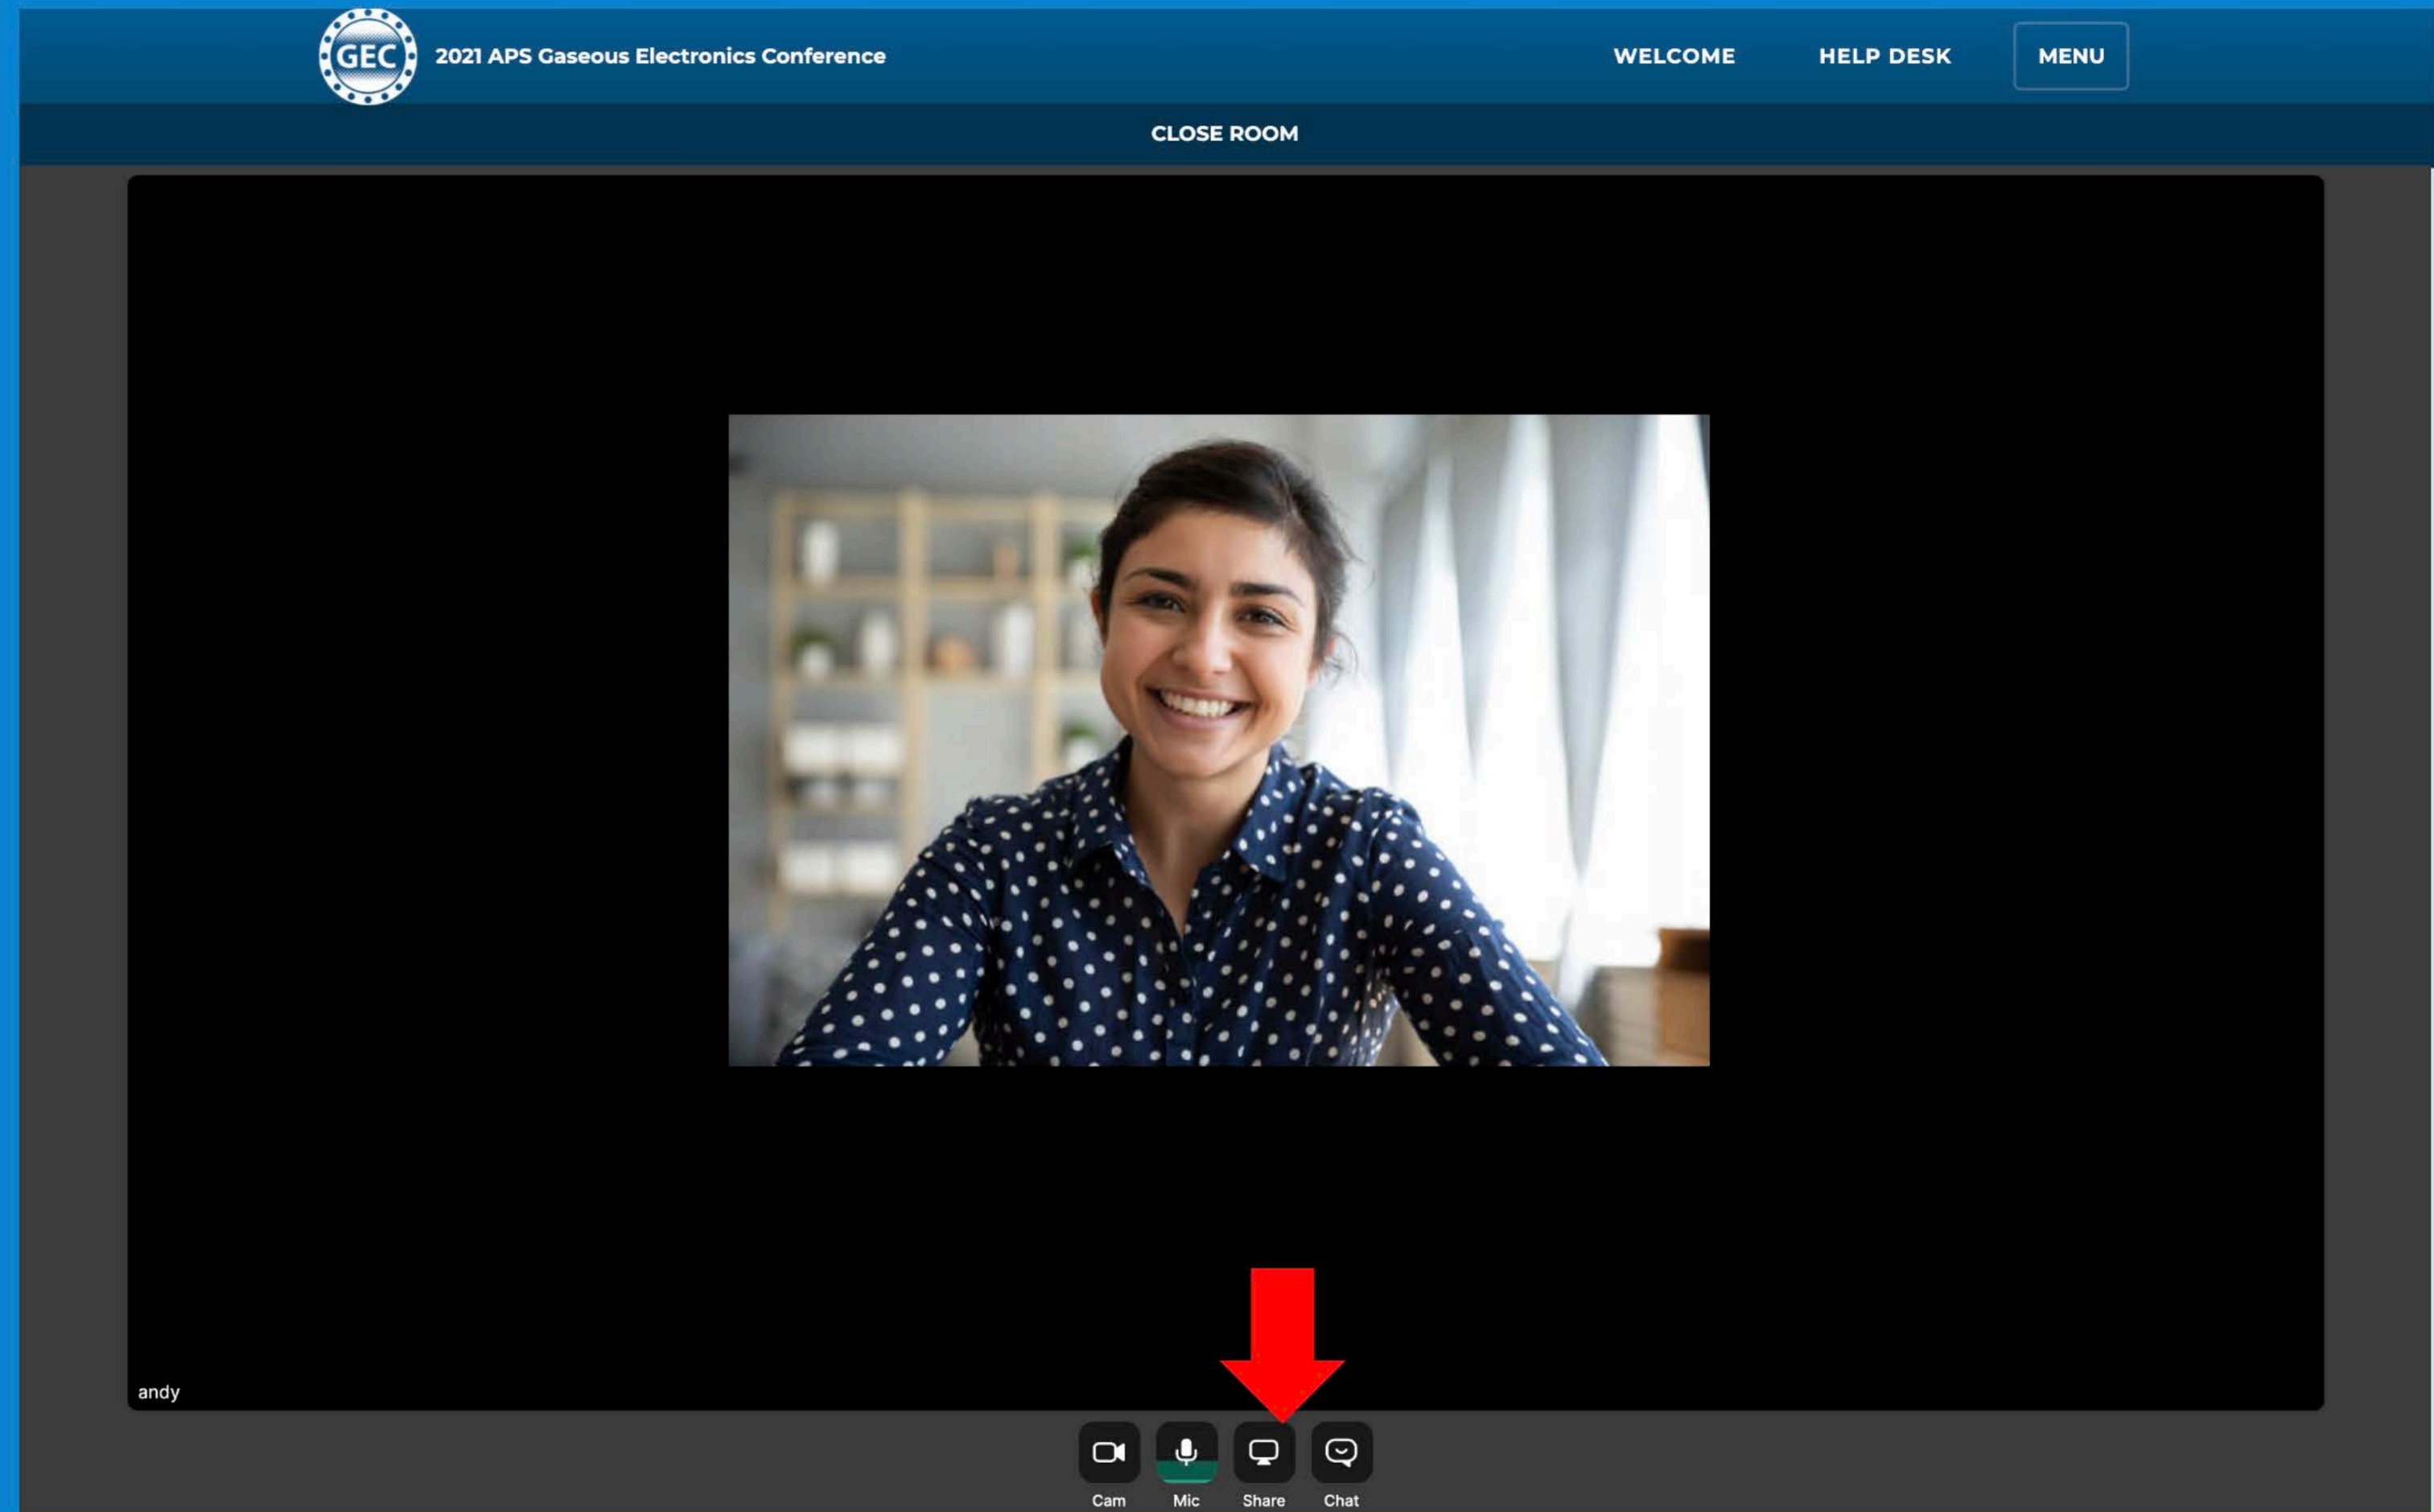 GEC
2021 APS Gaseous Electronics Conference
WELCOME
HELP DESK
MENU
CLOSE ROOM
andy
Cam
Mic
Share
Chat